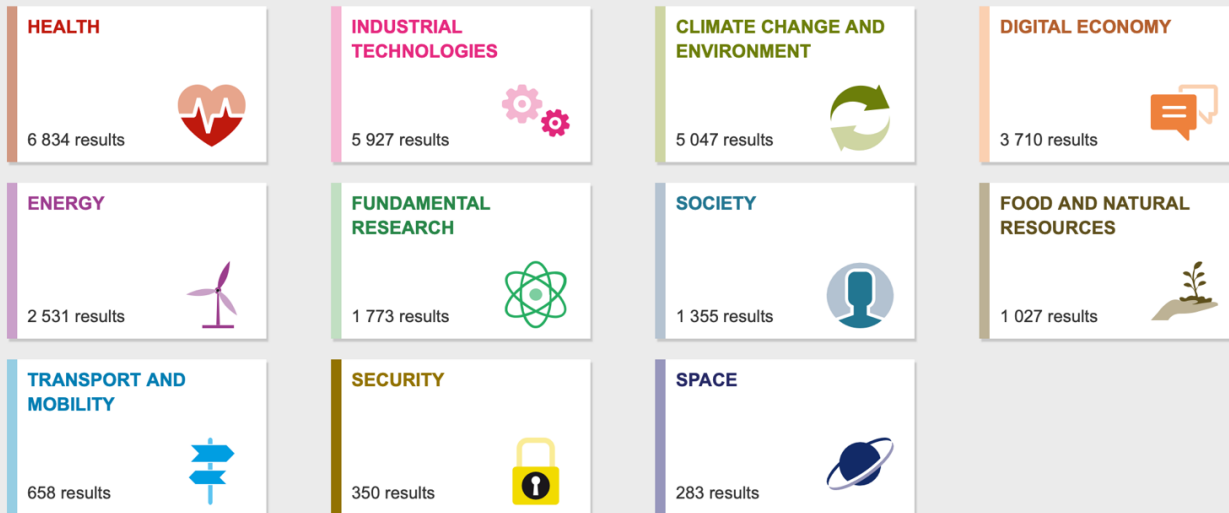 HEALTH
6 834 results
INDUSTRIAL
TECHNOLOGIES
5 927 results
CLIMATE CHANGE AND
ENVIRONMENT
5 047 results
DIGITAL ECONOMY
3 710 results
ENERGY
2 531 results
FUNDAMENTAL
RESEARCH
1 773 results
SOCIETY
1 355 results
FOOD AND NATURAL
RESOURCES
1 027 results
TRANSPORT AND
MOBILITY
658 results
SECURITY
350 results
SPACE
283 results